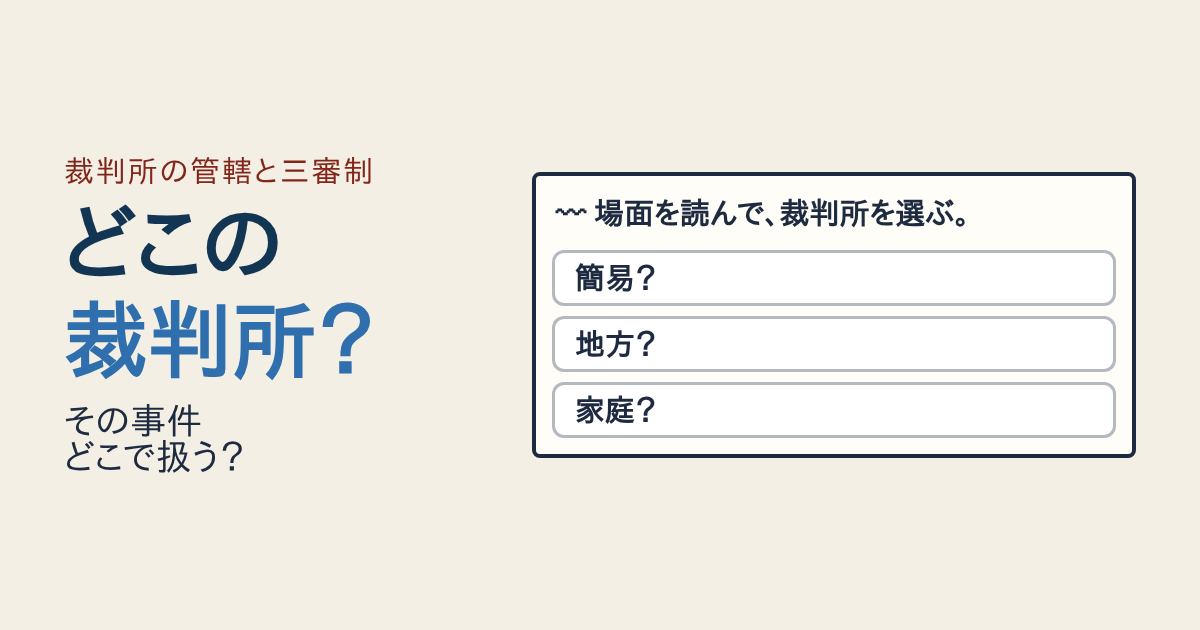 裁判所の管轄と三審制
どこの
裁判所？
その事件
どこで扱う？
〰 場面を読んで、裁判所を選ぶ。
簡易？
地方？
家庭？